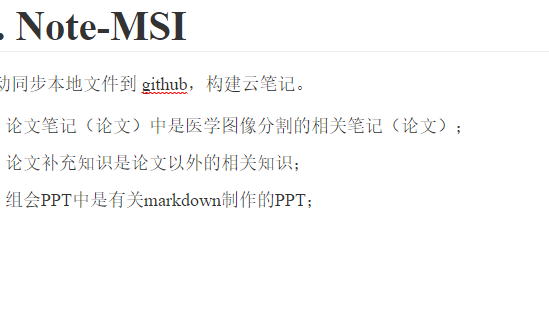 . Note-MSI
动同步本地文件到 github，构建云笔记。
论文笔记（论文）中是医学图像分割的相关笔记（论文）；
论文补充知识是论文以外的相关知识；
组会PPT中是有关markdown制作的PPT；